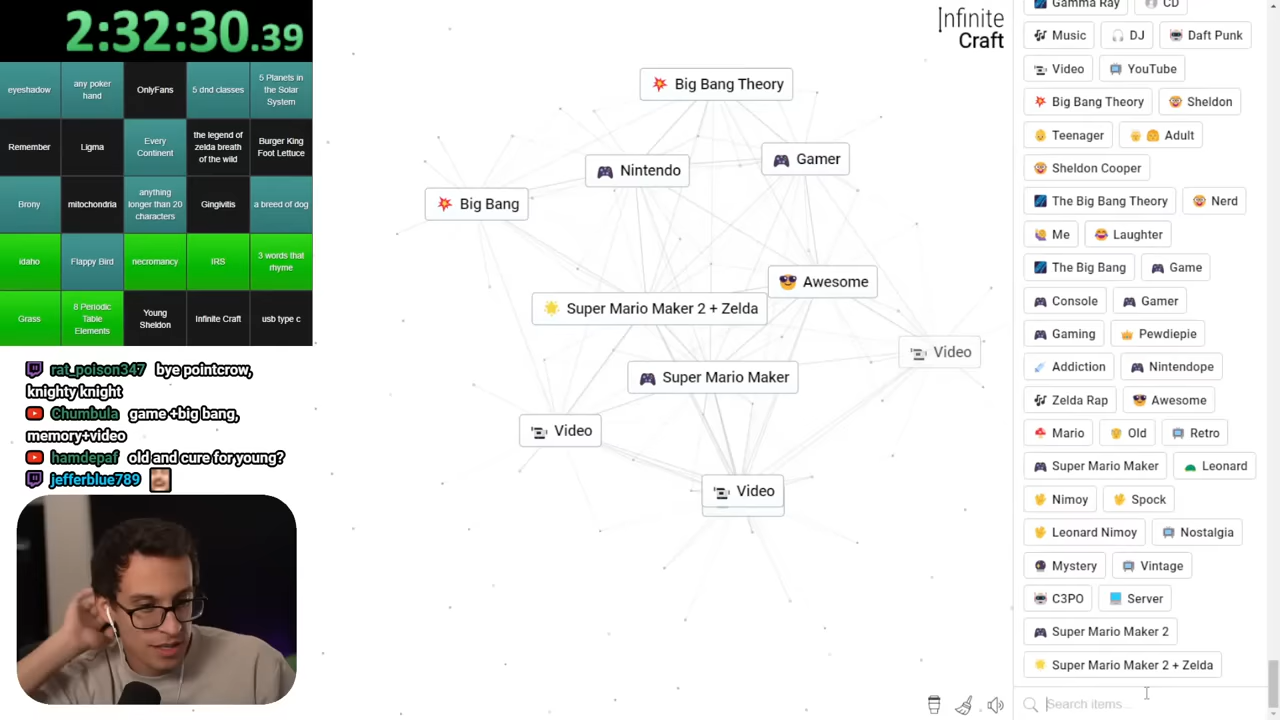 2:32:30.39
eyeshadow
any poker
hand
OnlyFans
5 dnd classes
5 Planets in
the Solar
System
Remember
Ligma
Every
Continent
the legend of
zelda breath
of the wild
Burger King
Foot Lettuce
Brony
mitochondria
anything
longer than 20
characters
Gingivitis
a breed of dog
idaho
Flappy Bird
necromancy
IRS
3 words that
rhyme
Grass
8 Periodic
Table
Elements
Young
Sheldon
Infinite Craft
usb type c
rat_poison347 bye pointcrow,
knighty knight
Chumbula game +big bang,
memory+video
hamdepaf old and cure for young?
jefferblue789
Infinite
Craft
Big Bang Theory
Nintendo
Gamer
Big Bang
Awesome
Super Mario Maker 2 + Zelda
Video
Super Mario Maker
Video
Video
Gamma Ray CD
Music DJ Daft Punk
Video YouTube
Big Bang Theory Sheldon
Teenager Adult
Sheldon Cooper
The Big Bang Theory Nerd
Me Laughter
The Big Bang Game
Console Gamer
Gaming Pewdiepie
Addiction Nintendope
Zelda Rap Awesome
Mario Old Retro
Super Mario Maker Leonard
Nimoy Spock
Leonard Nimoy Nostalgia
Mystery Vintage
C3PO Server
Super Mario Maker 2
Super Mario Maker 2 + Zelda
Search items...